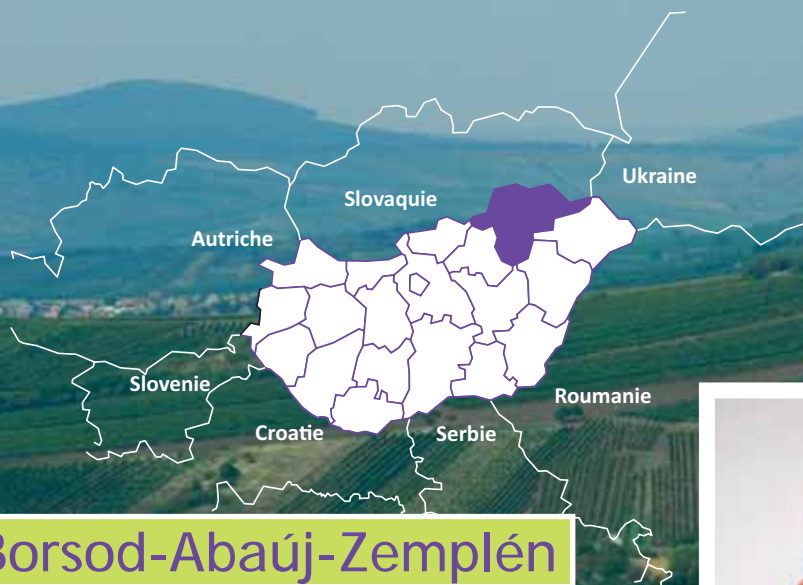 Ukraine
Slovaquie
Autriche
Slovenie
Roumanie
Croatie
Serbie
Borsod-Abaúj-Zemplén